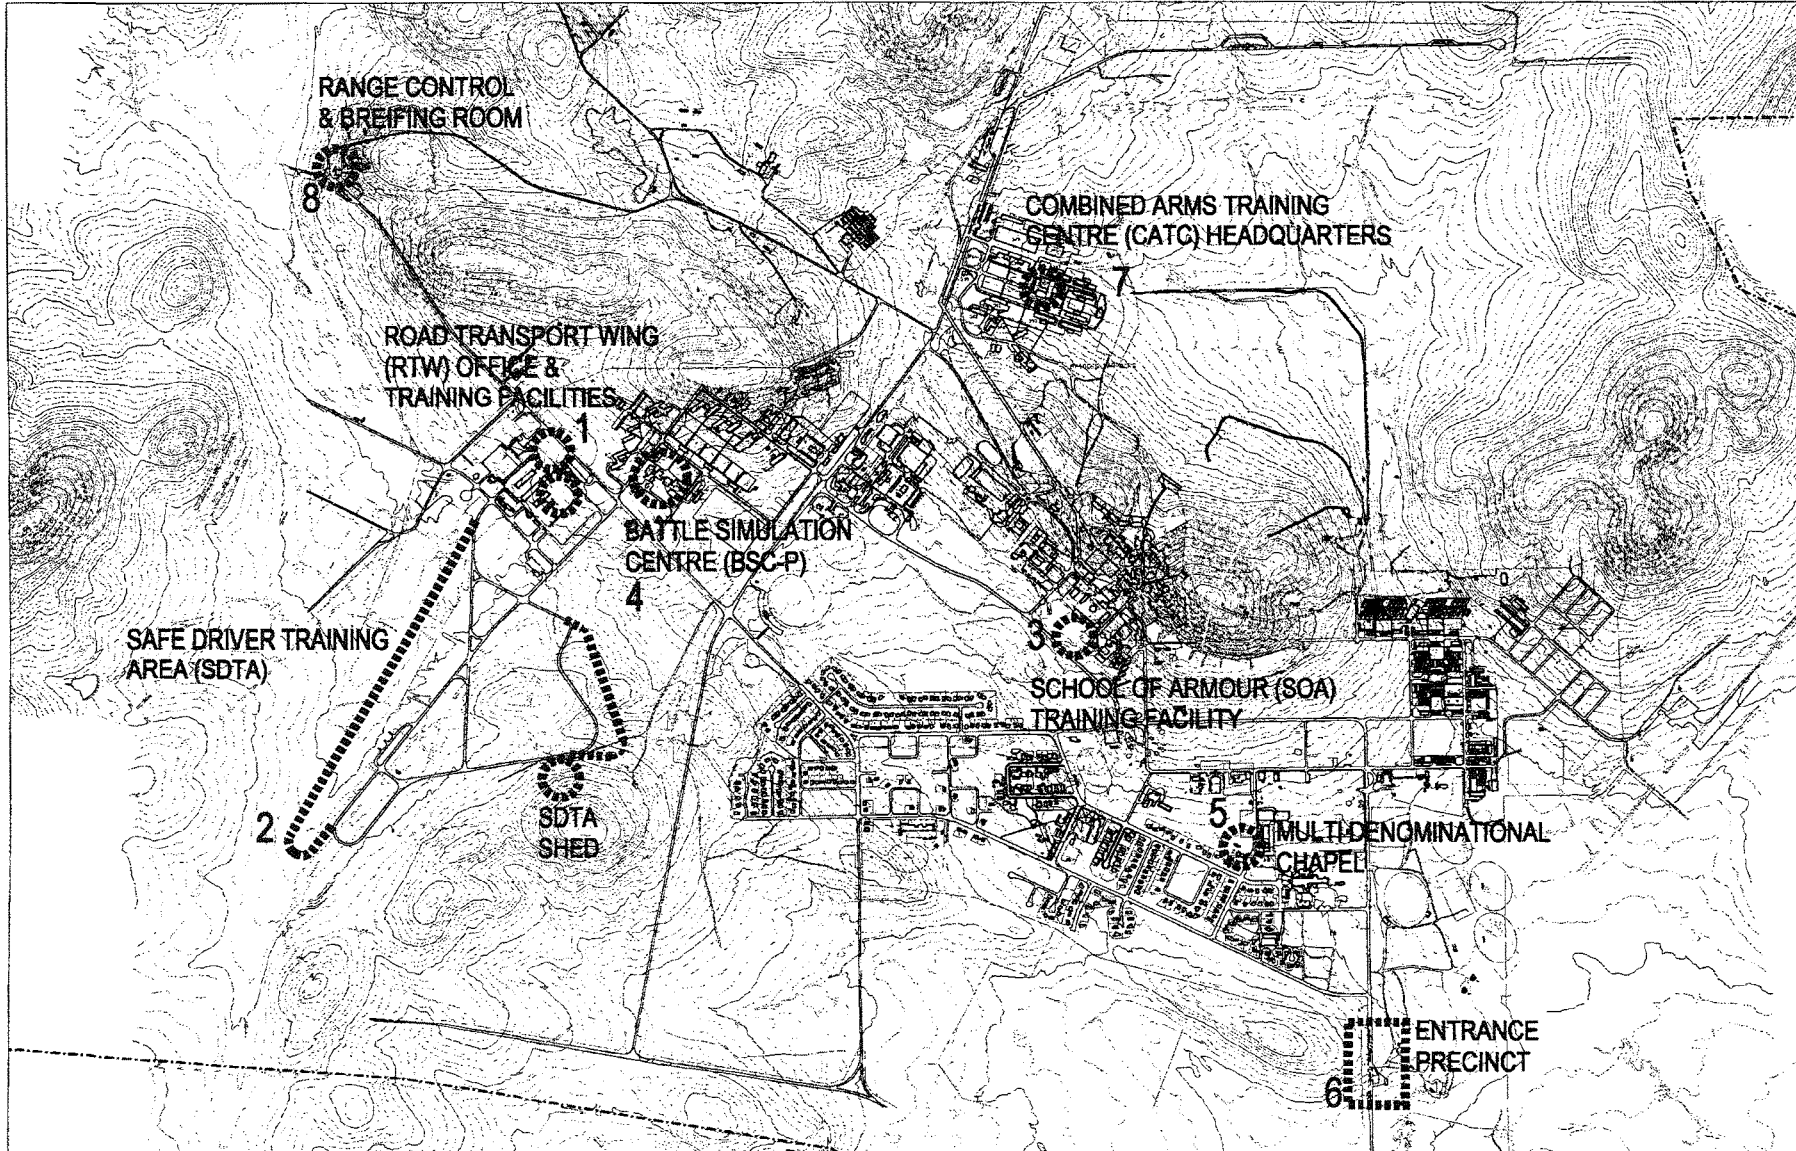 RANGE CONTROL
& BREIFING ROOM
8
COMBINED ARMS TRAINING
CENTRE (CATC) HEADQUARTERS
7
ROAD TRANSPORT WING
(RTW) OFFICE &
TRAINING FACILITIES
1
BATTLE SIMULATION
CENTRE (BSC-P)
4
SAFE DRIVER TRAINING
AREA (SDTA)
3
SCHOOL OF ARMOUR (SOA)
TRAINING FACILITY
2
SDTA
SHED
5
MULTI-DENOMINATIONAL
CHAPEL
ENTRANCE
PRECINCT
6